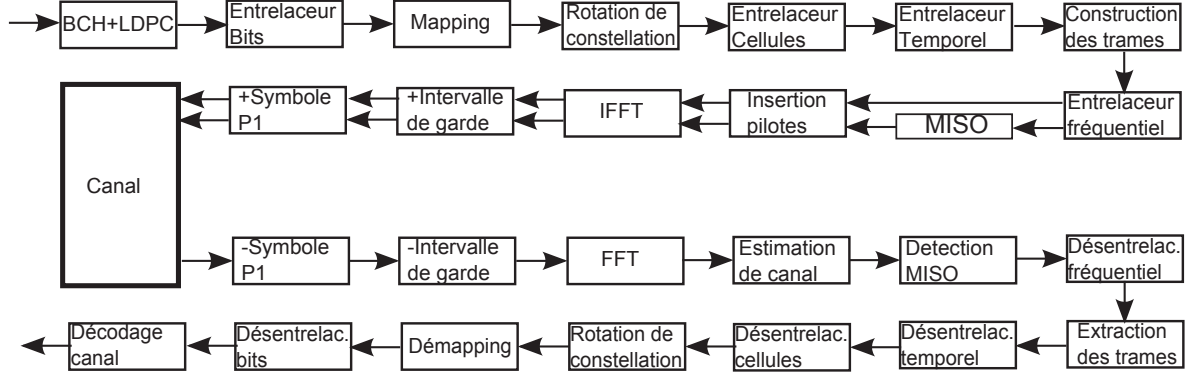 BCH+LDPC
Entrelaceur
Bits
Mapping
Rotation de
constellation
Entrelaceur
Cellules
Entrelaceur
Temporel
Construction
des trames
Canal
+Symbole
P1
+Intervalle
de garde
IFFT
Insertion
pilotes
MISO
Entrelaceur
fréquentiel
-Symbole
P1
-Intervalle
de garde
FFT
Estimation
de canal
Detection
MISO
Désentrelac.
fréquentiel
Décodage
canal
Désentrelac.
bits
Démapping
Rotation de
constellation
Désentrelac.
cellules
Désentrelac.
temporel
Extraction
des trames